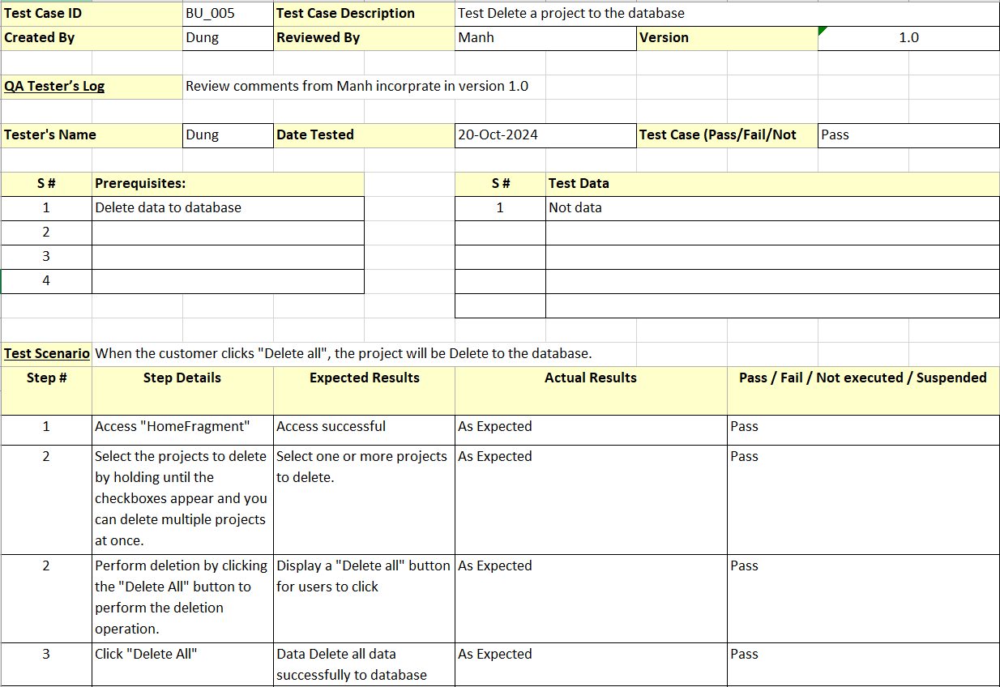 Test Case ID BU_005 Test Case Description Test Delete a project to the database
Created By Dung Reviewed By Manh Version 1.0
QA Tester’s Log Review comments from Manh incorprate in version 1.0
Tester's Name Dung Date Tested 20-Oct-2024 Test Case (Pass/Fail/Not Pass
S # Prerequisites: S # Test Data
1 Delete data to database 1 Not data
2
3
4
Test Scenario When the customer clicks "Delete all", the project will be Delete to the database.
Step # Step Details Expected Results Actual Results Pass / Fail / Not executed / Suspended
1 Access "HomeFragment" Access successful As Expected Pass
2 Select the projects to delete Select one or more projects As Expected Pass
by holding until the to delete.
checkboxes appear and you
can delete multiple projects
at once.
2 Perform deletion by clicking Display a "Delete all" button As Expected Pass
the "Delete All" button to for users to click
perform the deletion
operation.
3 Click "Delete All" Data Delete all data As Expected Pass
successfully to database